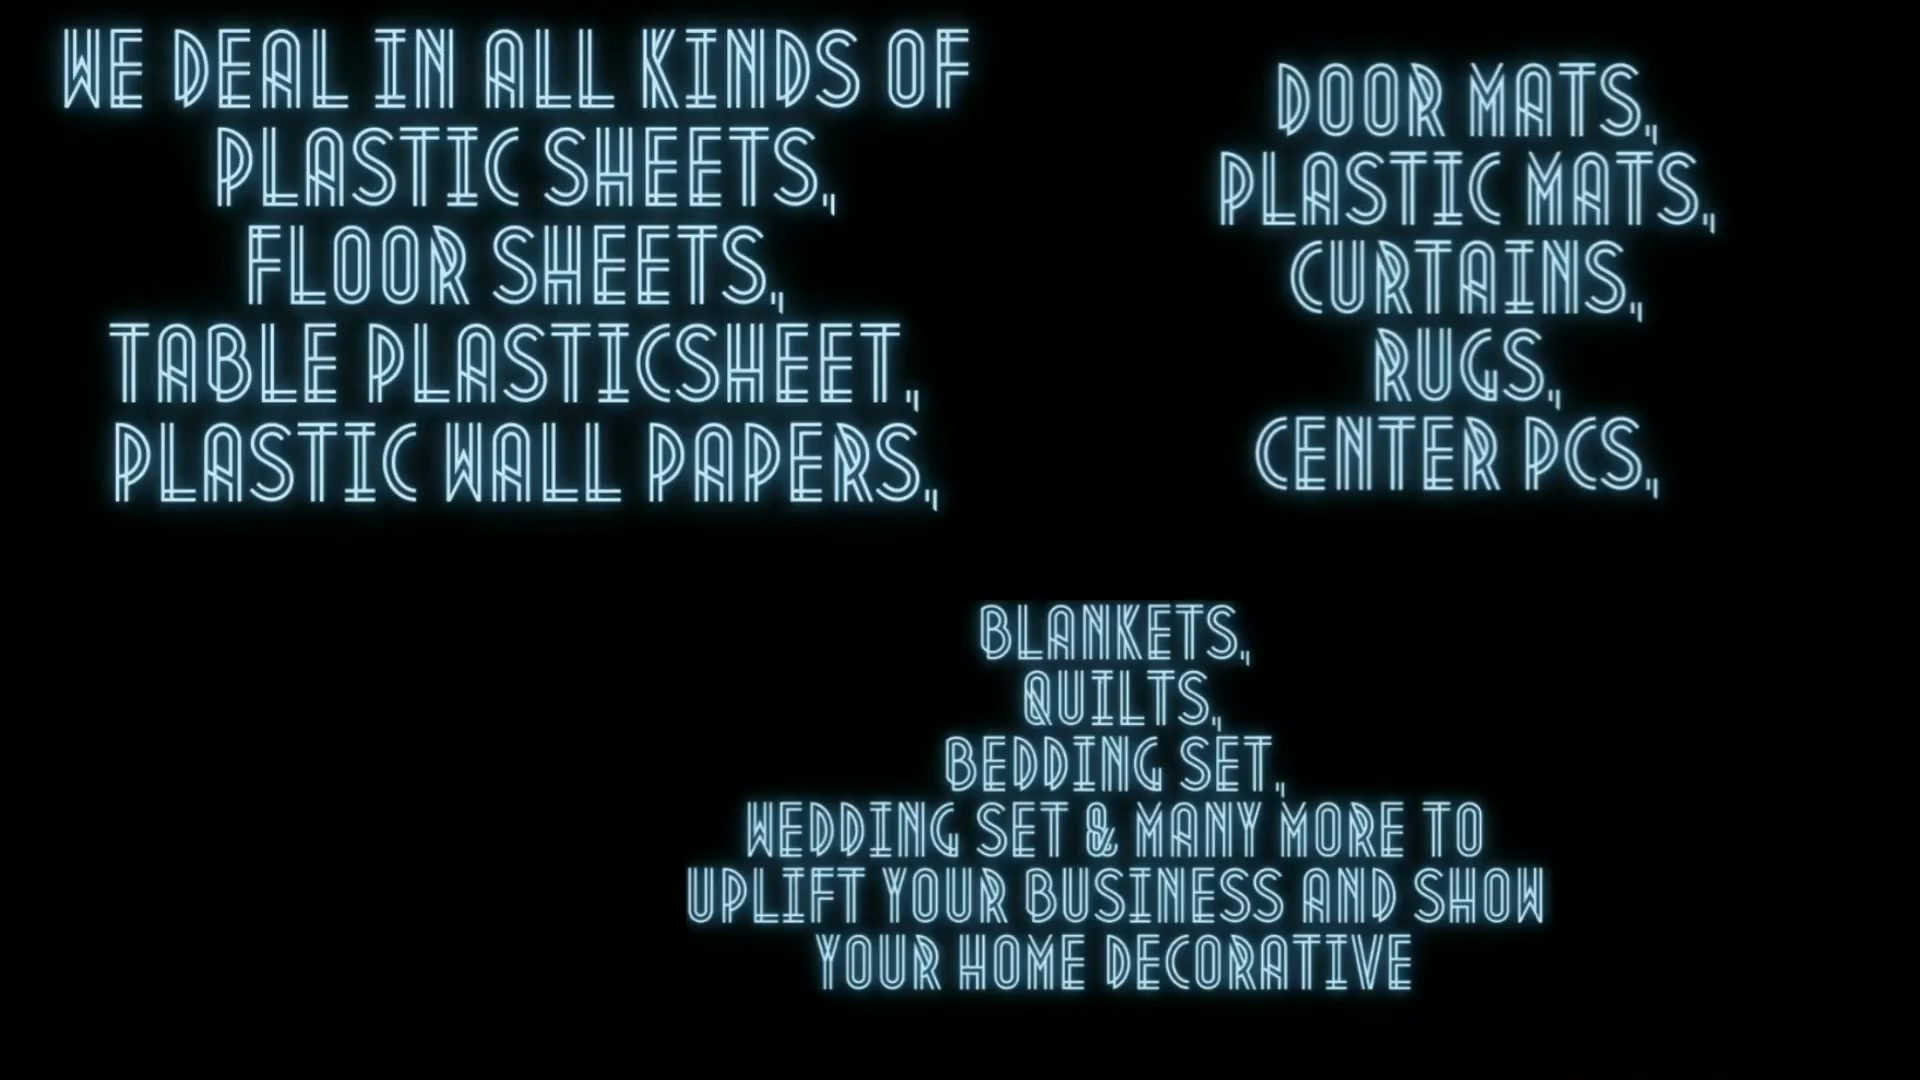 WE DEAL IN ALL KINDS OF
PLASTIC SHEETS,,
FLOOR SHEETS,,
TABLE PLASTICSHEET,,
PLASTIC WALL PAPERS,,
DOOR MATS,,
PLASTIC MATS,,
CURTAINS,,
RUGS,,
CENTER PCS,,
BLANKETS,,
QUILTS,,
BEDDING SET,,
WEDDING SET & MANY MORE TO
UPLIFT YOUR BUSINESS AND SHOW
YOUR HOME DECORATIVE